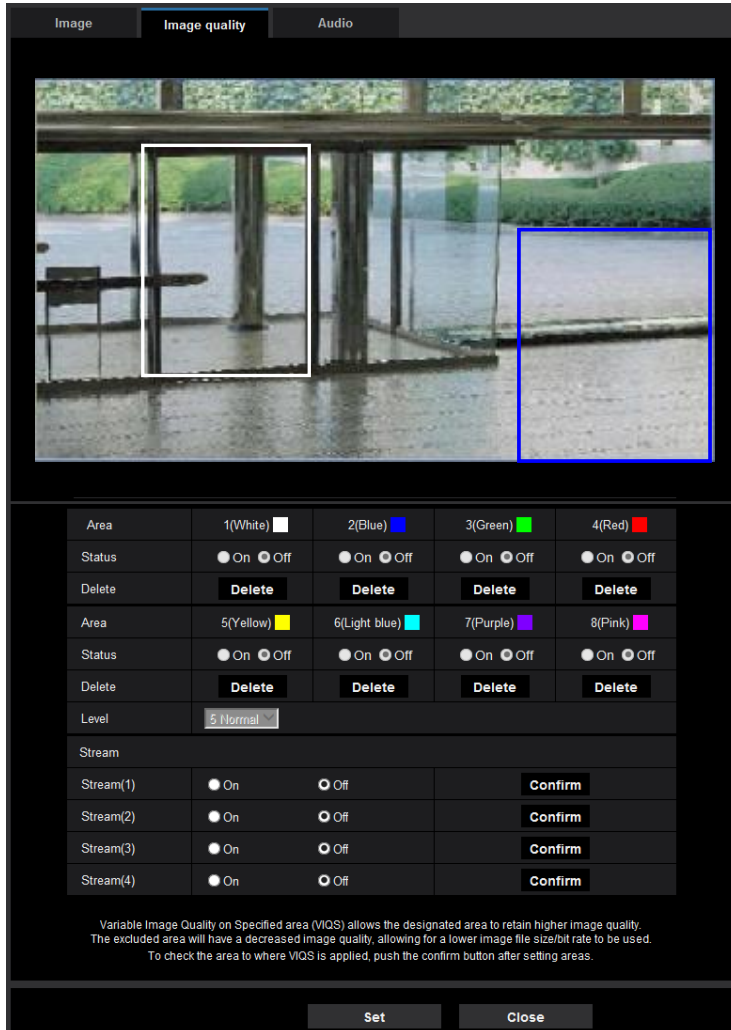 Image Image quality Audio
Area 1(White) 2(Blue) 3(Green) 4(Red)
Status On Off On Off On Off On Off
Delete Delete Delete Delete Delete
Area 5(Yellow) 6(Light blue) 7(Purple) 8(Pink)
Status On Off On Off On Off On Off
Delete Delete Delete Delete Delete
Level 5 Normal
Stream
Stream(1) On Off Confirm
Stream(2) On Off Confirm
Stream(3) On Off Confirm
Stream(4) On Off Confirm
Variable Image Quality on Specified area (VIQS) allows the designated area to retain higher image quality.
The excluded area will have a decreased image quality, allowing for a lower image file size/bit rate to be used.
To check the area to where VIQS is applied, push the confirm button after setting areas.
Set Close